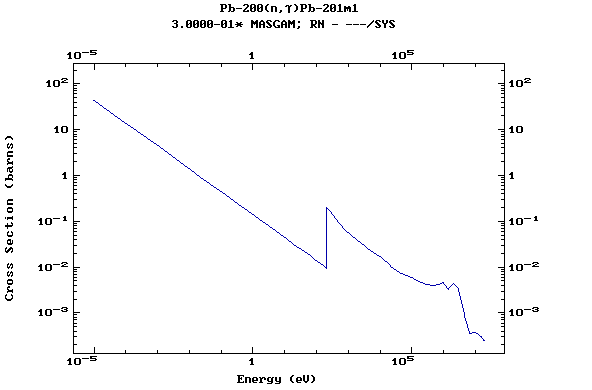 Pb-200(n,γ)Pb-201m1
3.0000-01* MASGAM; RN - ---/SYS
10⁻⁵ 1 10⁵
10² 10²
10 10
1 1
10⁻¹ 10⁻¹
10⁻² 10⁻²
10⁻³ 10⁻³
Cross Section (barns)
10⁻⁵ 1 10⁵
Energy (eV)